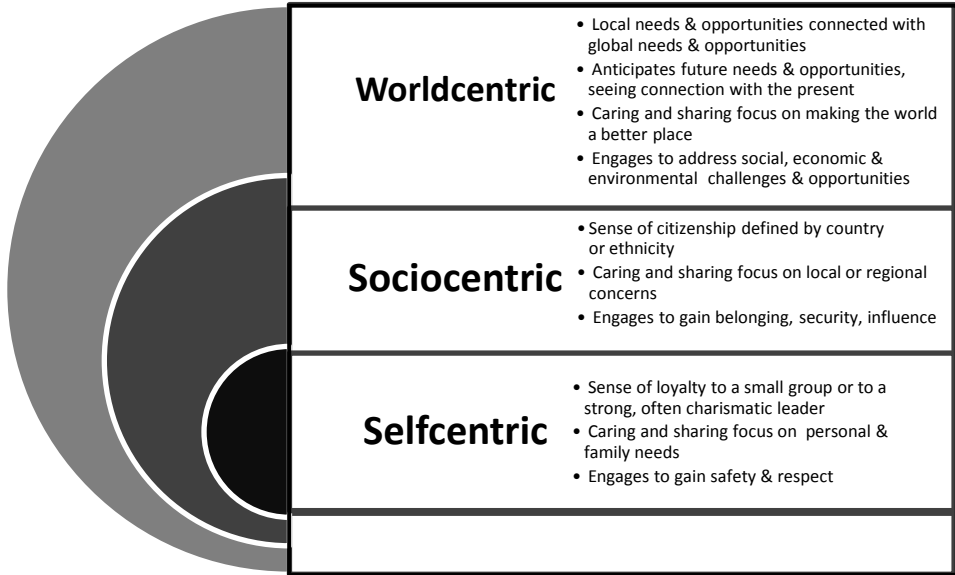 Worldcentric
• Local needs & opportunities connected with
global needs & opportunities
• Anticipates future needs & opportunities,
seeing connection with the present
• Caring and sharing focus on making the world
a better place
• Engages to address social, economic &
environmental challenges & opportunities
Sociocentric
• Sense of citizenship defined by country
or ethnicity
• Caring and sharing focus on local or regional
concerns
• Engages to gain belonging, security, influence
Selfcentric
• Sense of loyalty to a small group or to a
strong, often charismatic leader
• Caring and sharing focus on personal &
family needs
• Engages to gain safety & respect